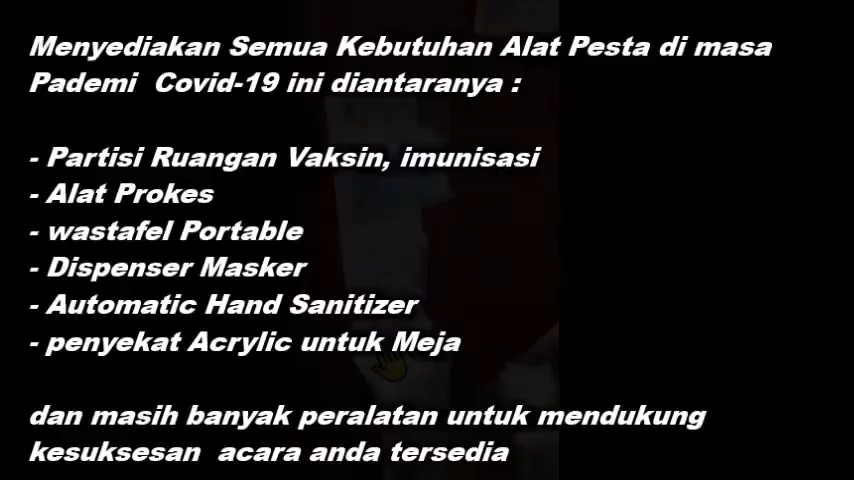 Menyediakan Semua Kebutuhan Alat Pesta di masa
Pademi Covid-19 ini diantaranya :
- Partisi Ruangan Vaksin, imunisasi
- Alat Prokes
- wastafel Portable
- Dispenser Masker
- Automatic Hand Sanitizer
- penyekat Acrylic untuk Meja
dan masih banyak peralatan untuk mendukung
kesuksesan acara anda tersedia